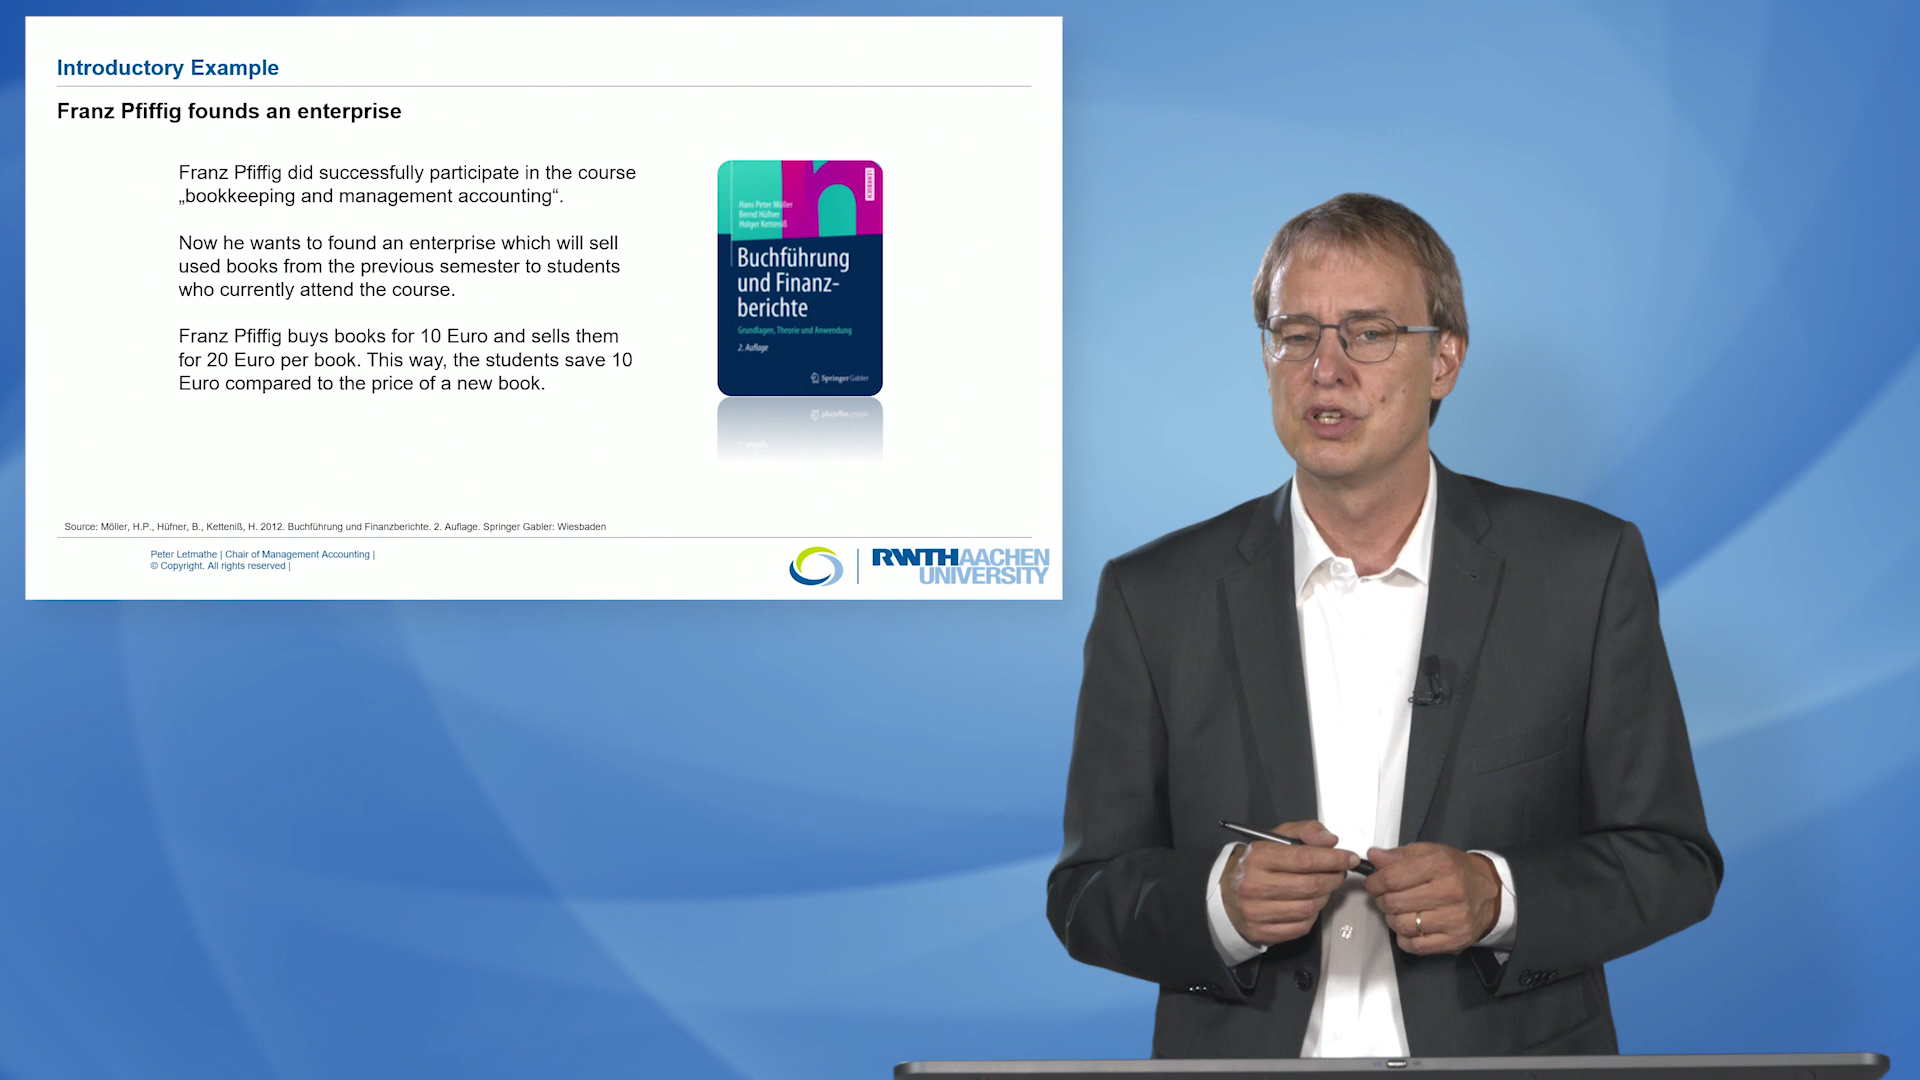 Introductory Example
Franz Pfiffig founds an enterprise
Franz Pfiffig did successfully participate in the course
„bookkeeping and management accounting“.
Now he wants to found an enterprise which will sell
used books from the previous semester to students
who currently attend the course.
Franz Pfiffig buys books for 10 Euro and sells them
for 20 Euro per book. This way, the students save 10
Euro compared to the price of a new book.
LEHRBUCH
Hans Peter Möller
Bernd Hüfner
Holger Ketteniß
Buchführung
und Finanz-
berichte
Grundlagen, Theorie und Anwendung
2. Auflage
Springer Gabler
Source: Möller, H.P., Hüfner, B., Ketteniß, H. 2012. Buchführung und Finanzberichte. 2. Auflage. Springer Gabler: Wiesbaden
Peter Letmathe | Chair of Management Accounting |
© Copyright. All rights reserved |
RWTHAACHEN
UNIVERSITY